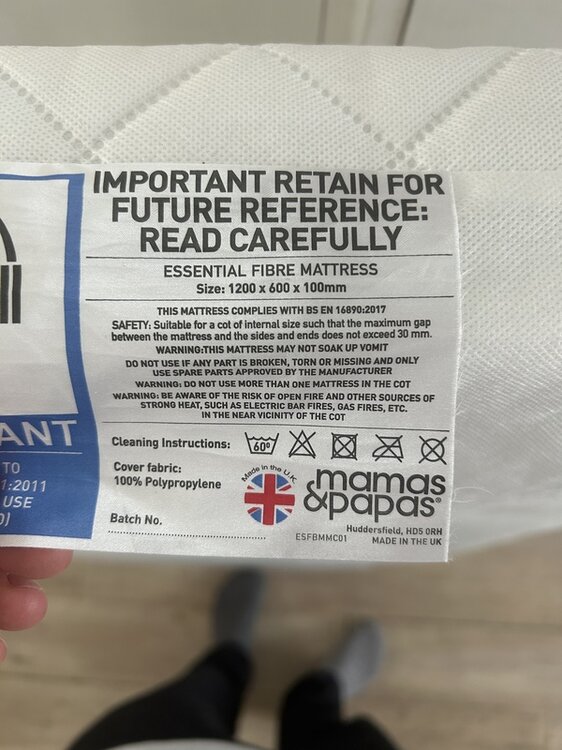 IMPORTANT RETAIN FOR
FUTURE REFERENCE:
READ CAREFULLY
ESSENTIAL FIBRE MATTRESS
Size: 1200 x 600 x 100mm
THIS MATTRESS COMPLIES WITH BS EN 16890:2017
SAFETY: Suitable for a cot of internal size such that the maximum gap
between the mattress and the sides and ends does not exceed 30 mm.
WARNING:THIS MATTRESS MAY NOT SOAK UP VOMIT
DO NOT USE IF ANY PART IS BROKEN, TORN OR MISSING AND ONLY
USE SPARE PARTS APPROVED BY THE MANUFACTURER
WARNING: DO NOT USE MORE THAN ONE MATTRESS IN THE COT
WARNING: BE AWARE OF THE RISK OF OPEN FIRE AND OTHER SOURCES OF
STRONG HEAT, SUCH AS ELECTRIC BAR FIRES, GAS FIRES, ETC.
IN THE NEAR VICINITY OF THE COT
Cleaning Instructions: 60°
Cover fabric:
100% Polypropylene
Made in the U.K
mamas
&papas®
Batch No.
Huddersfield, HD5 0RH
ESFBMMC01 MADE IN THE UK
ANT
TO
1:2011
USE